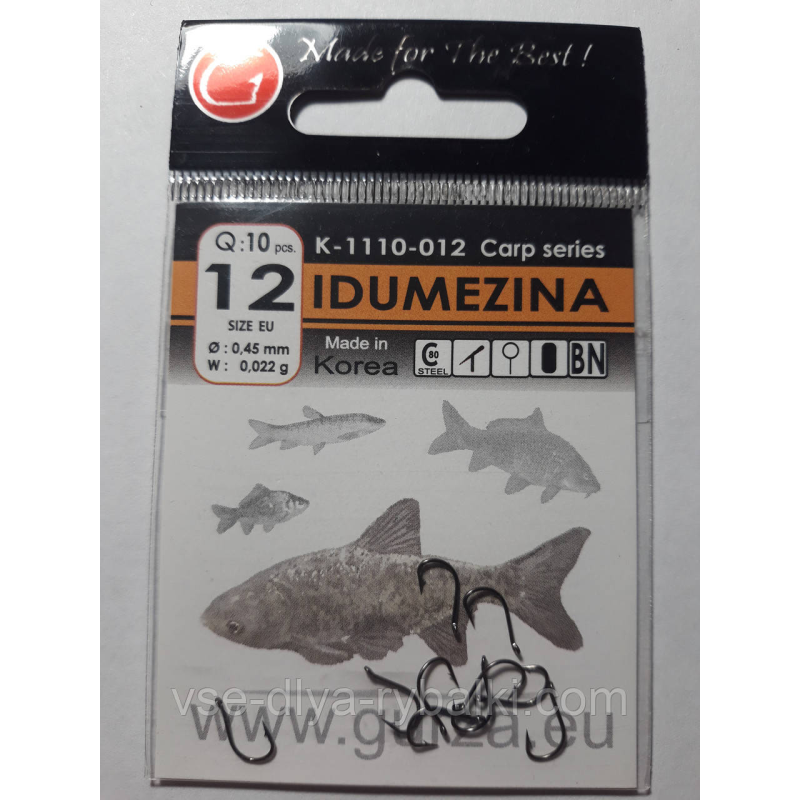 Made for The Best !
Q:10 pcs.
12
SIZE EU
Ø : 0,45 mm
W : 0,022 g
K-1110-012 Carp series
IDUMEZINA
Made in
Korea
C 80
STEEL
BN
vse-dlya-rybalki.com
www.gurza.eu